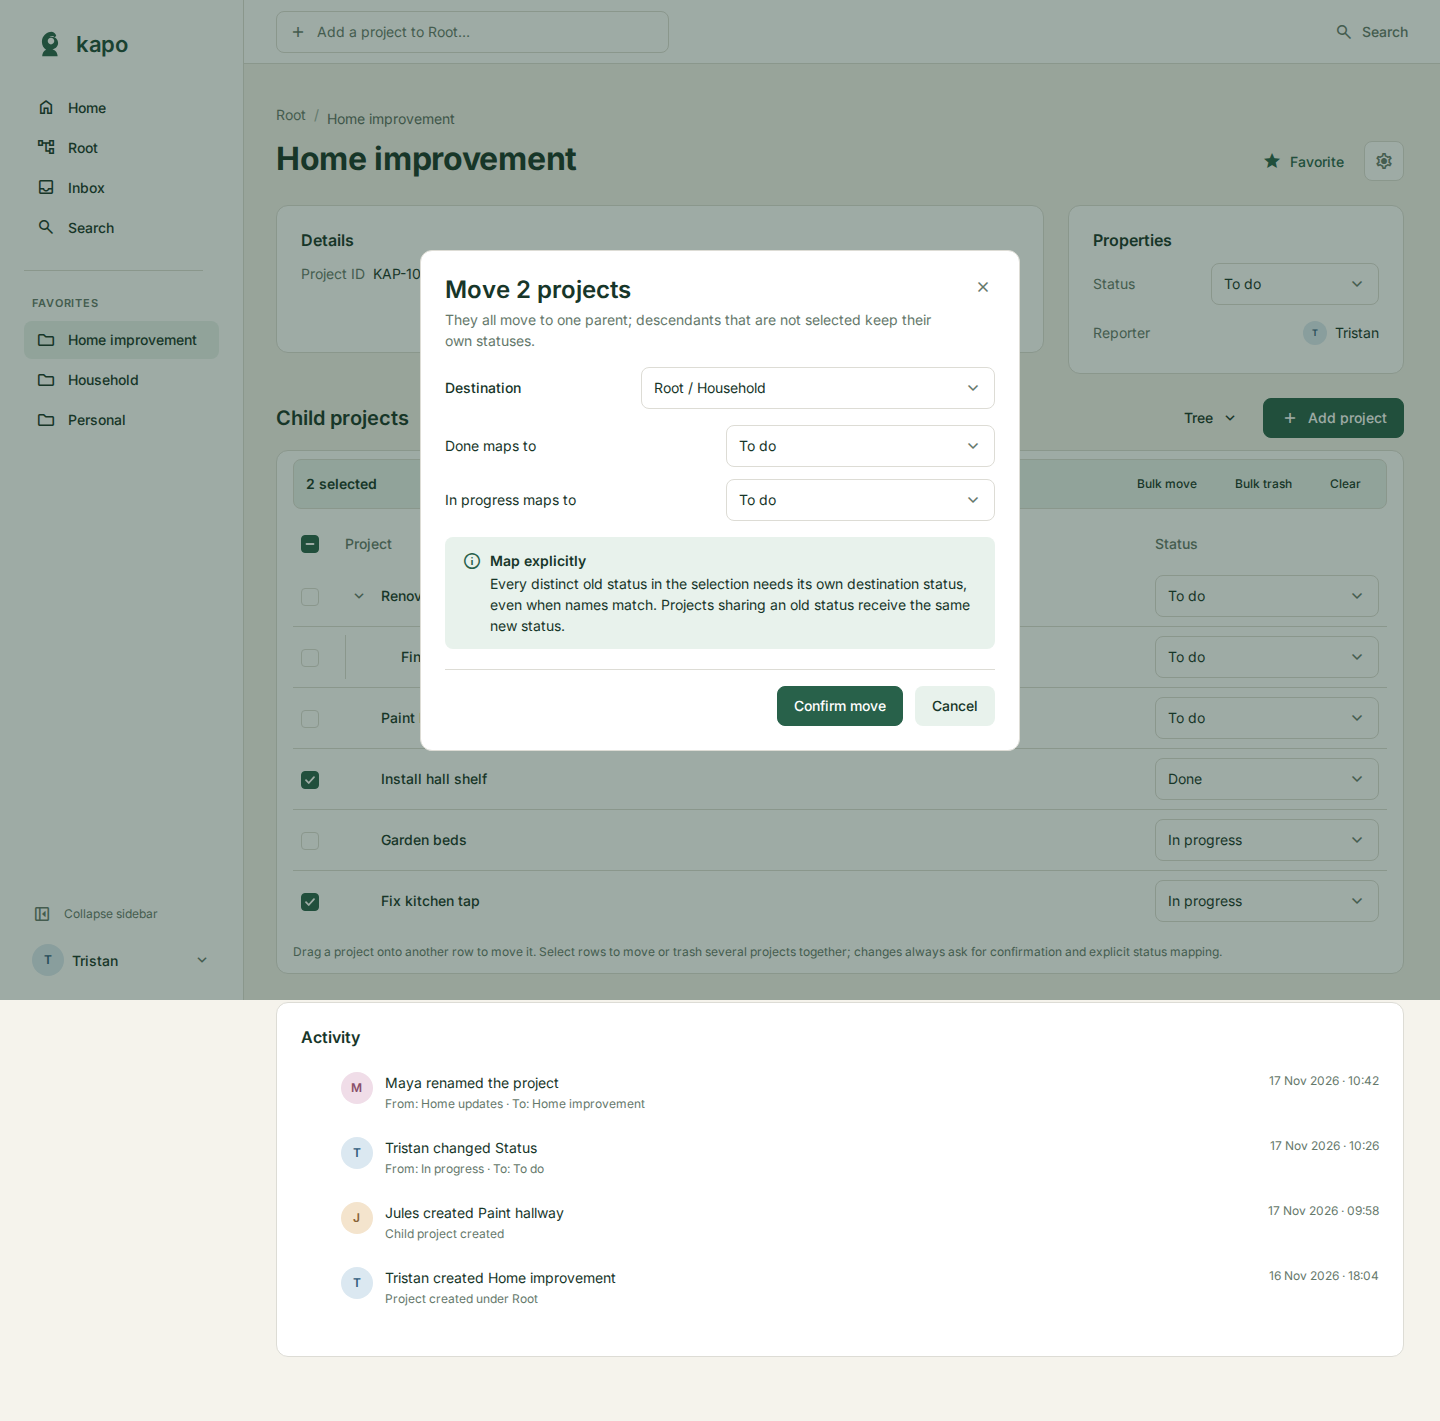 kapo
Add a project to Root...
Search
Home
Root
Inbox
Search
FAVORITES
Home improvement
Household
Personal
Collapse sidebar
T Tristan
Root / Home improvement
Home improvement
Favorite
Details
Project ID KAP-10
Properties
Status To do
Reporter T Tristan
Child projects
Tree
Add project
2 selected
Bulk move Bulk trash Clear
Project Status
Renov To do
Fin To do
Paint To do
Install hall shelf Done
Garden beds In progress
Fix kitchen tap In progress
Drag a project onto another row to move it. Select rows to move or trash several projects together; changes always ask for confirmation and explicit status mapping.
Move 2 projects
They all move to one parent; descendants that are not selected keep their
own statuses.
Destination Root / Household
Done maps to To do
In progress maps to To do
Map explicitly
Every distinct old status in the selection needs its own destination status,
even when names match. Projects sharing an old status receive the same
new status.
Confirm move Cancel
Activity
M Maya renamed the project 17 Nov 2026 · 10:42
From: Home updates · To: Home improvement
T Tristan changed Status 17 Nov 2026 · 10:26
From: In progress · To: To do
J Jules created Paint hallway 17 Nov 2026 · 09:58
Child project created
T Tristan created Home improvement 16 Nov 2026 · 18:04
Project created under Root